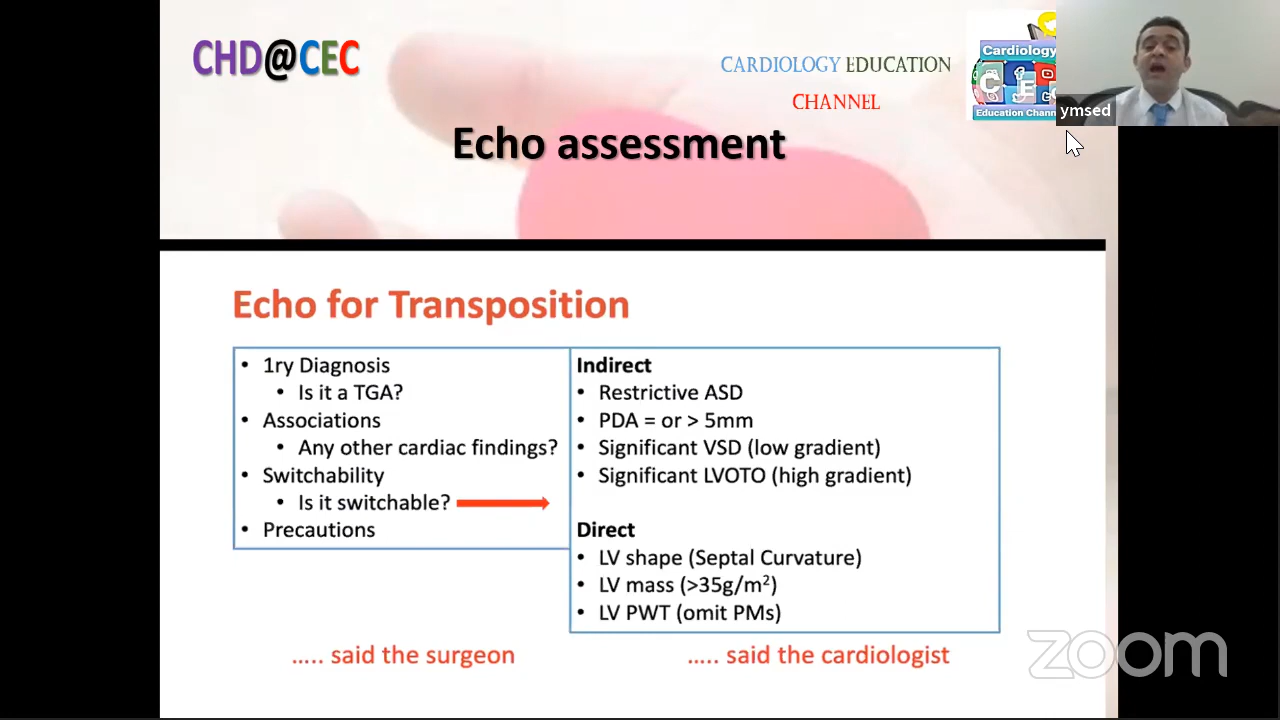 CHD@CEC
CARDIOLOGY EDUCATION
CHANNEL
Cardiology
Education Chann
ymsed
Echo assessment
Echo for Transposition
• 1ry Diagnosis
• Is it a TGA?
• Associations
• Any other cardiac findings?
• Switchability
• Is it switchable?
• Precautions
Indirect
• Restrictive ASD
• PDA = or > 5mm
• Significant VSD (low gradient)
• Significant LVOTO (high gradient)
Direct
• LV shape (Septal Curvature)
• LV mass (>35g/m²)
• LV PWT (omit PMs)
….. said the surgeon
….. said the cardiologist
zoom